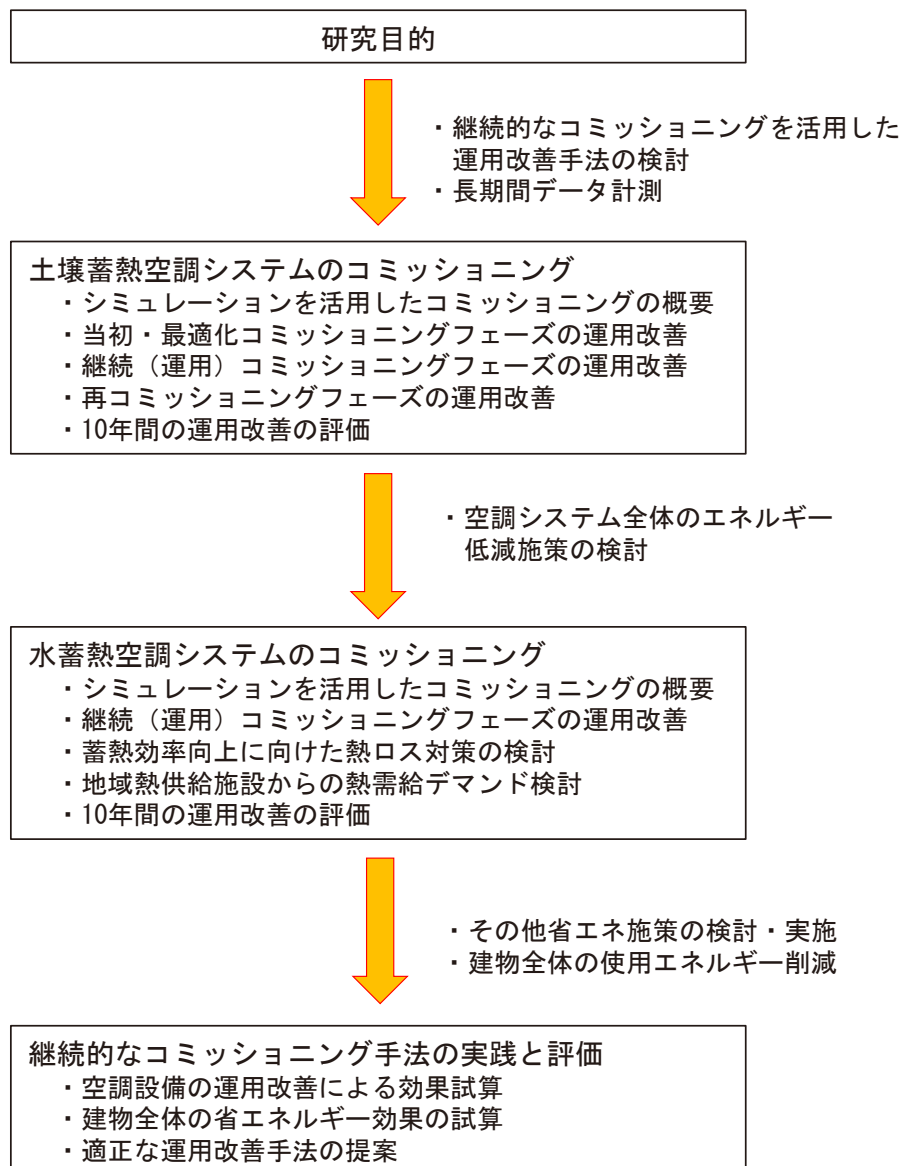 研究目的
・継続的なコミッショニングを活用した
運用改善手法の検討
・長期間データ計測
土壌蓄熱空調システムのコミッショニング
・シミュレーションを活用したコミッショニングの概要
・当初・最適化コミッショニングフェーズの運用改善
・継続（運用）コミッショニングフェーズの運用改善
・再コミッショニングフェーズの運用改善
・10年間の運用改善の評価
・空調システム全体のエネルギー
低減施策の検討
水蓄熱空調システムのコミッショニング
・シミュレーションを活用したコミッショニングの概要
・継続（運用）コミッショニングフェーズの運用改善
・蓄熱効率向上に向けた熱ロス対策の検討
・地域熱供給施設からの熱需給デマンド検討
・10年間の運用改善の評価
・その他省エネ施策の検討・実施
・建物全体の使用エネルギー削減
継続的なコミッショニング手法の実践と評価
・空調設備の運用改善による効果試算
・建物全体の省エネルギー効果の試算
・適正な運用改善手法の提案